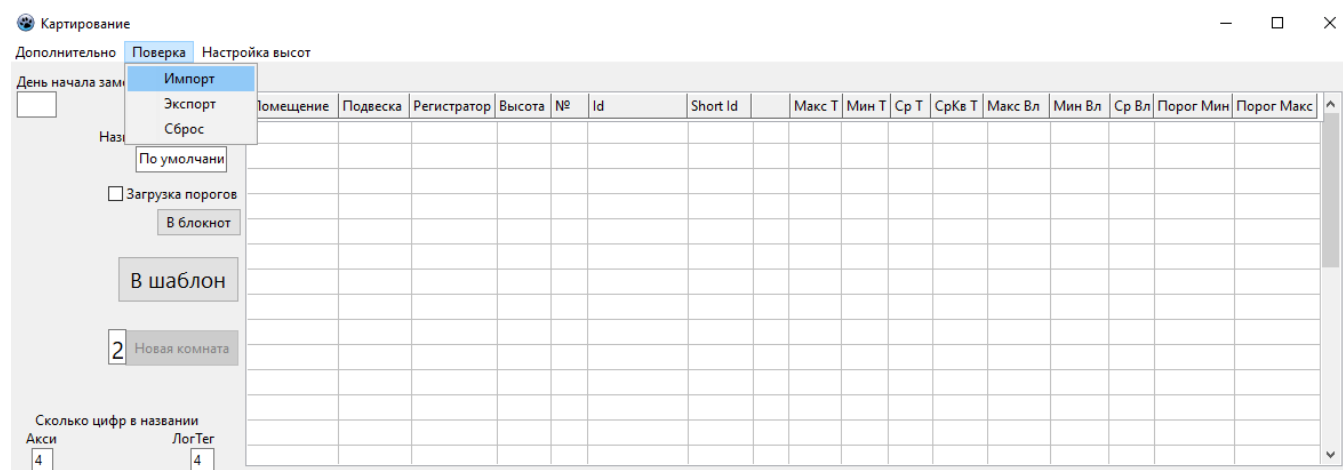 Картирование
Дополнительно Поверка Настройка высот
День начала
Импорт
Экспорт
Сброс
Помещение Подвеска Регистратор Высота № Id Short Id Макс Т Мин Т Ср Т СрКв Т Макс Вл Мин Вл Ср Вл Порог Мин Порог Макс
По умолчани
Загрузка порогов
В блокнот
В шаблон
2 Новая комната
Сколько цифр в названии
Акси ЛогТег
4 4